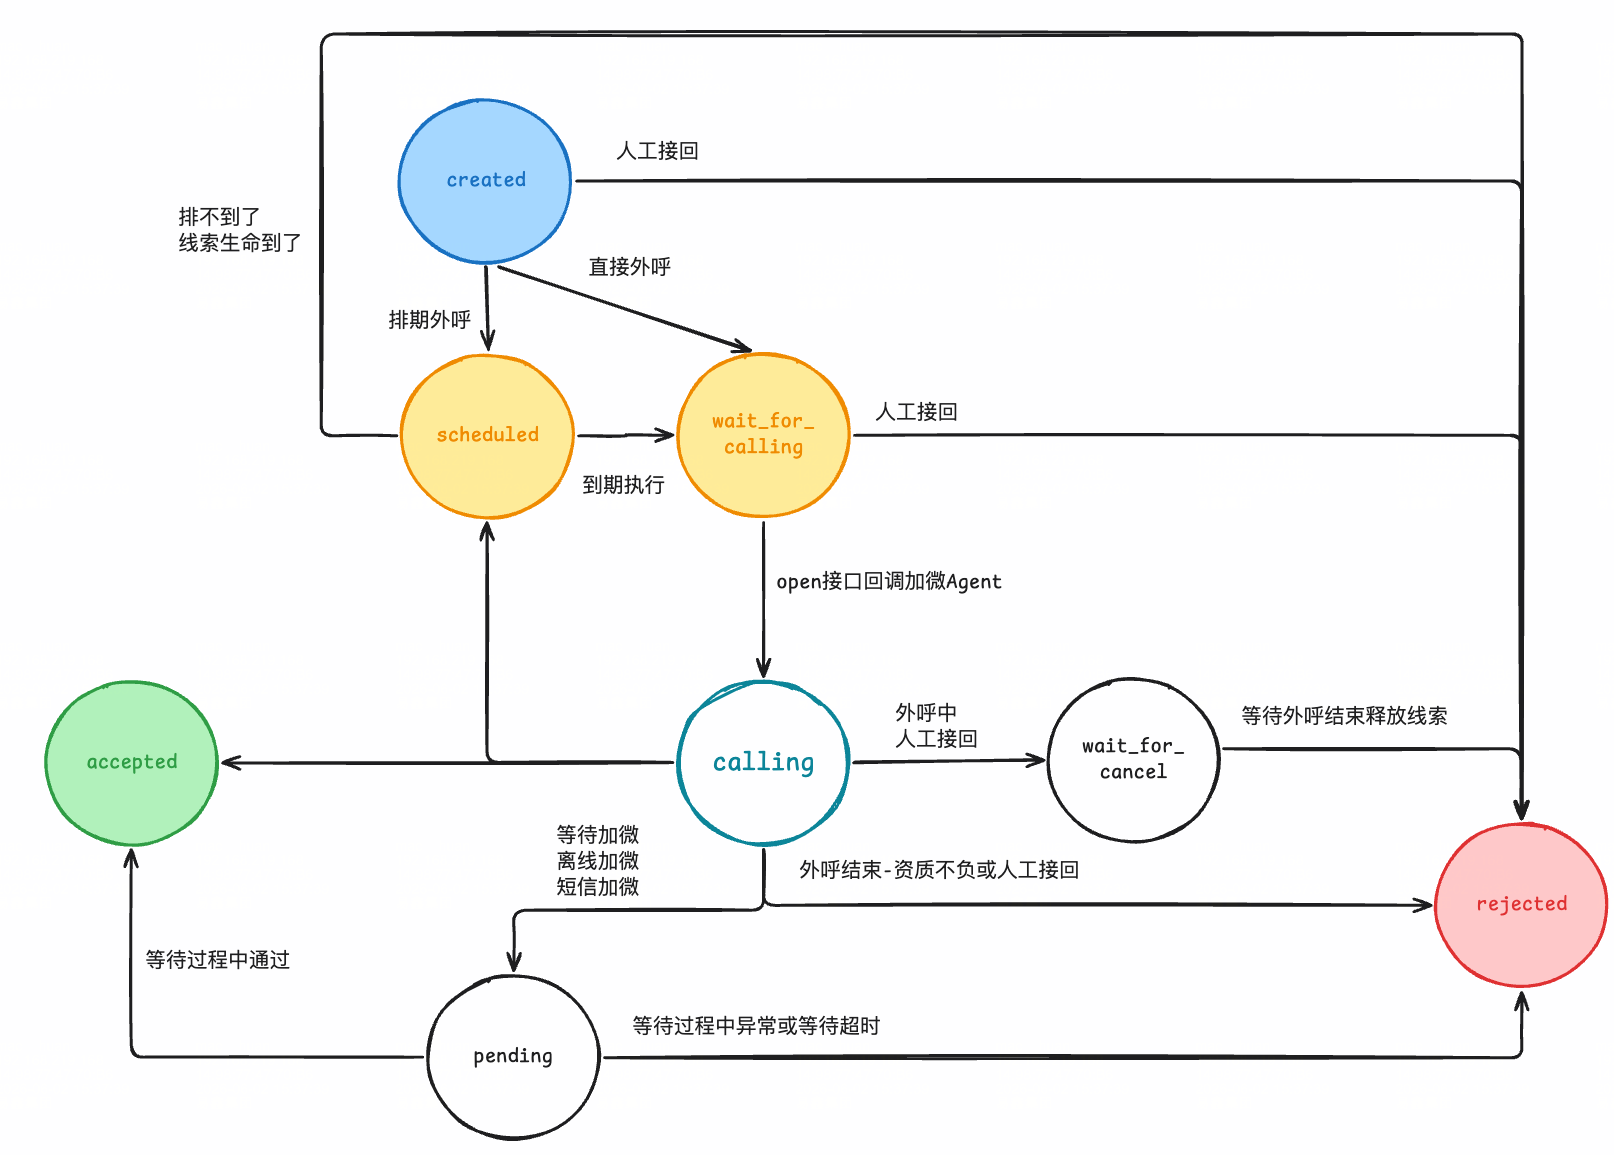 人工接回
created
排不到了
线索生命到了
直接外呼
排期外呼
人工接回
wait_for_
calling
scheduled
到期执行
open接口回调加微Agent
外呼中
人工接回
等待外呼结束释放线索
wait_for_
cancel
accepted
calling
等待加微
离线加微
短信加微
外呼结束-资质不负或人工接回
rejected
等待过程中通过
等待过程中异常或等待超时
pending